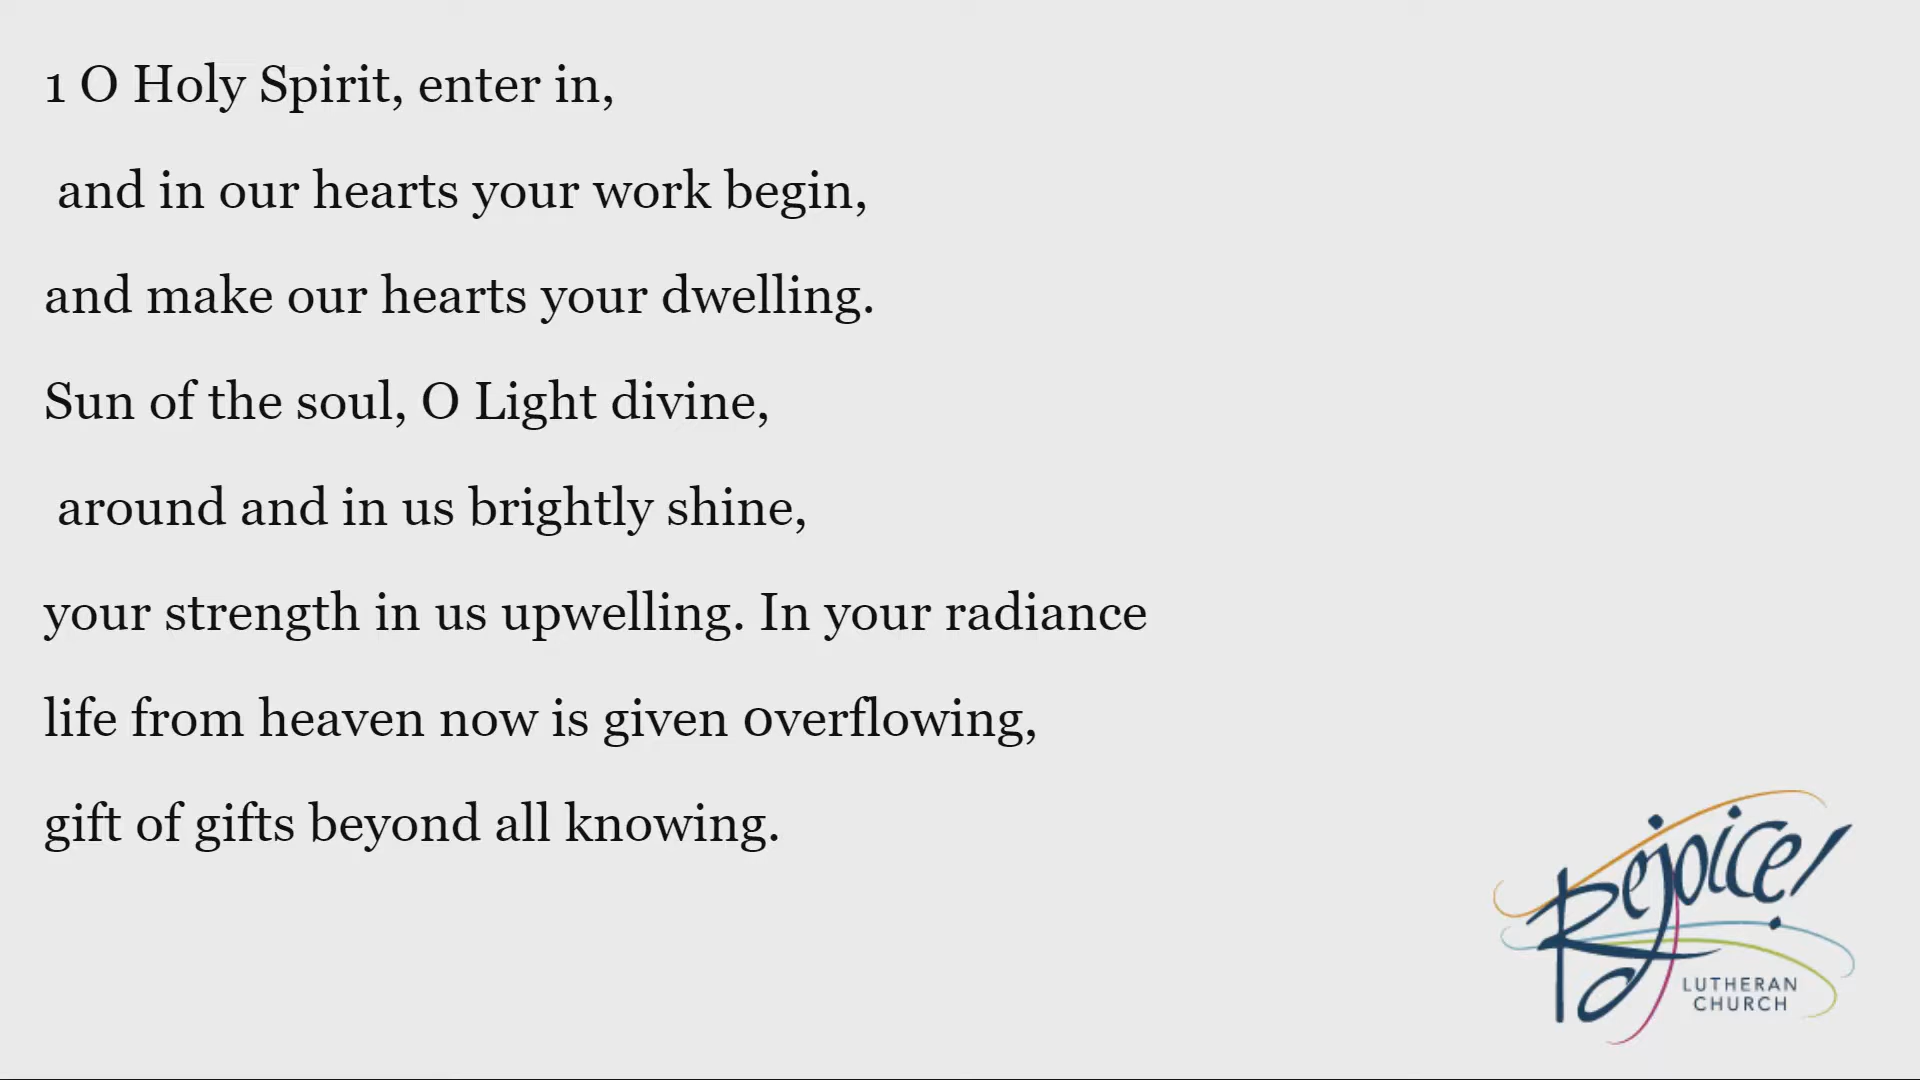 1 O Holy Spirit, enter in,
and in our hearts your work begin,
and make our hearts your dwelling.
Sun of the soul, O Light divine,
around and in us brightly shine,
your strength in us upwelling. In your radiance
life from heaven now is given 0verflowing,
gift of gifts beyond all knowing.
Rejoice!
LUTHERAN
CHURCH